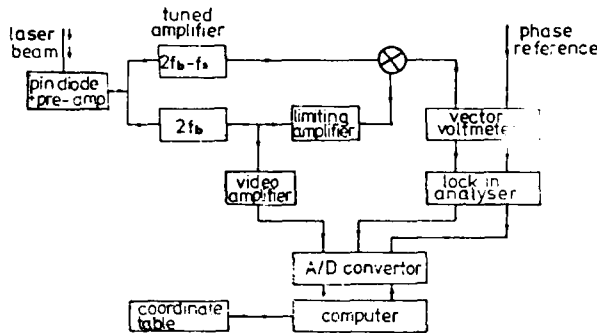 laser
beam
tuned
amplifier
phase
reference
pin diode
+pre-amp
2fb-fs
2fb
limiting
amplifier
vector
voltmeter
video
amplifier
lock in
analyser
A/D convertor
coordinate
table
computer